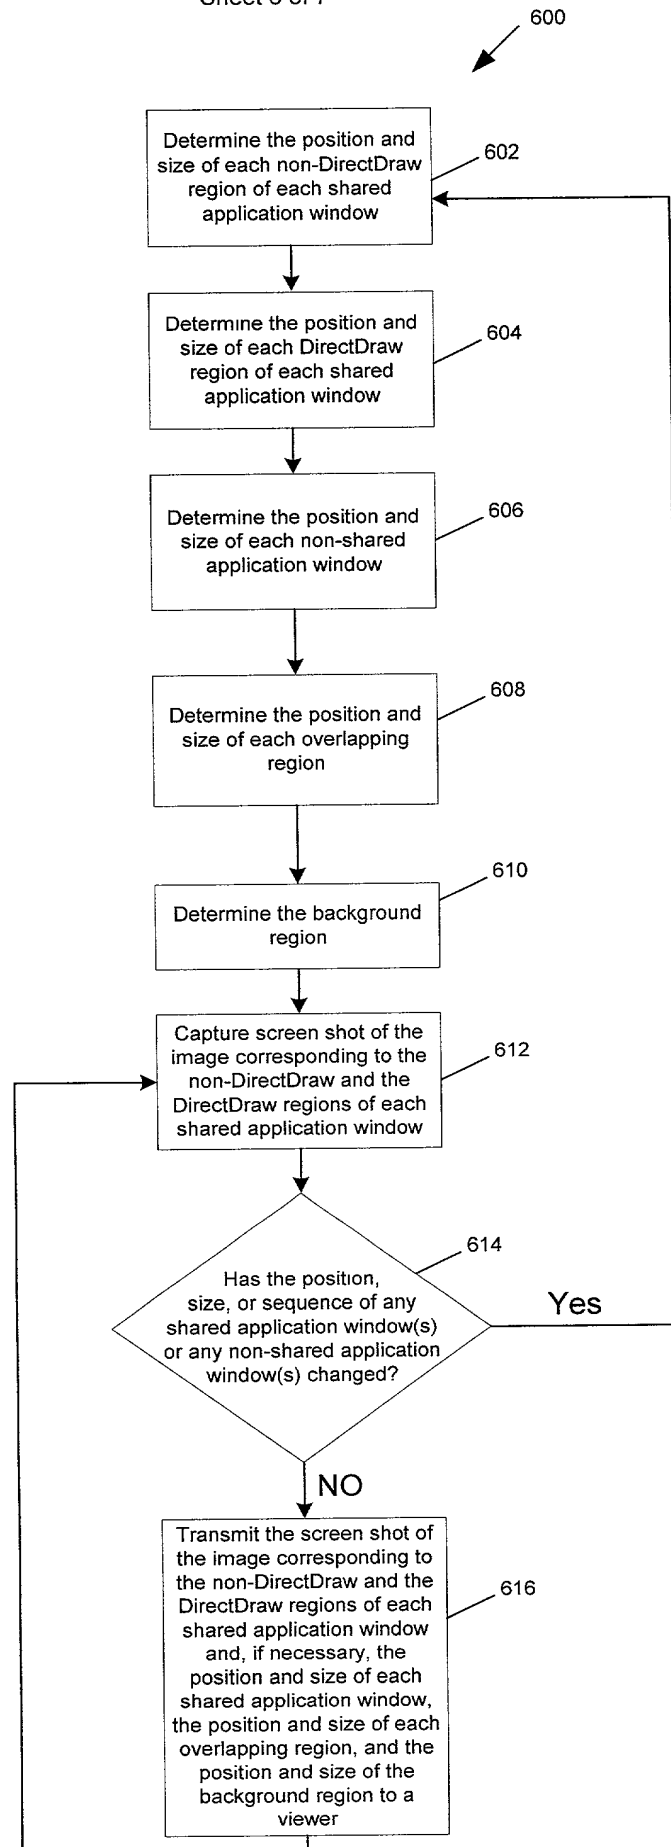 600
Determine the position and
size of each non-DirectDraw
region of each shared
application window
602
Determine the position and
size of each DirectDraw
region of each shared
application window
604
Determine the position and
size of each non-shared
application window
606
Determine the position and
size of each overlapping
region
608
Determine the background
region
610
Capture screen shot of the
image corresponding to the
non-DirectDraw and the
DirectDraw regions of each
shared application window
612
Has the position,
size, or sequence of any
shared application window(s)
or any non-shared application
window(s) changed?
614
Yes
NO
Transmit the screen shot of
the image corresponding to
the non-DirectDraw and the
DirectDraw regions of each
shared application window
and, if necessary, the
position and size of each
shared application window,
the position and size of each
overlapping region, and the
position and size of the
background region to a
viewer
616